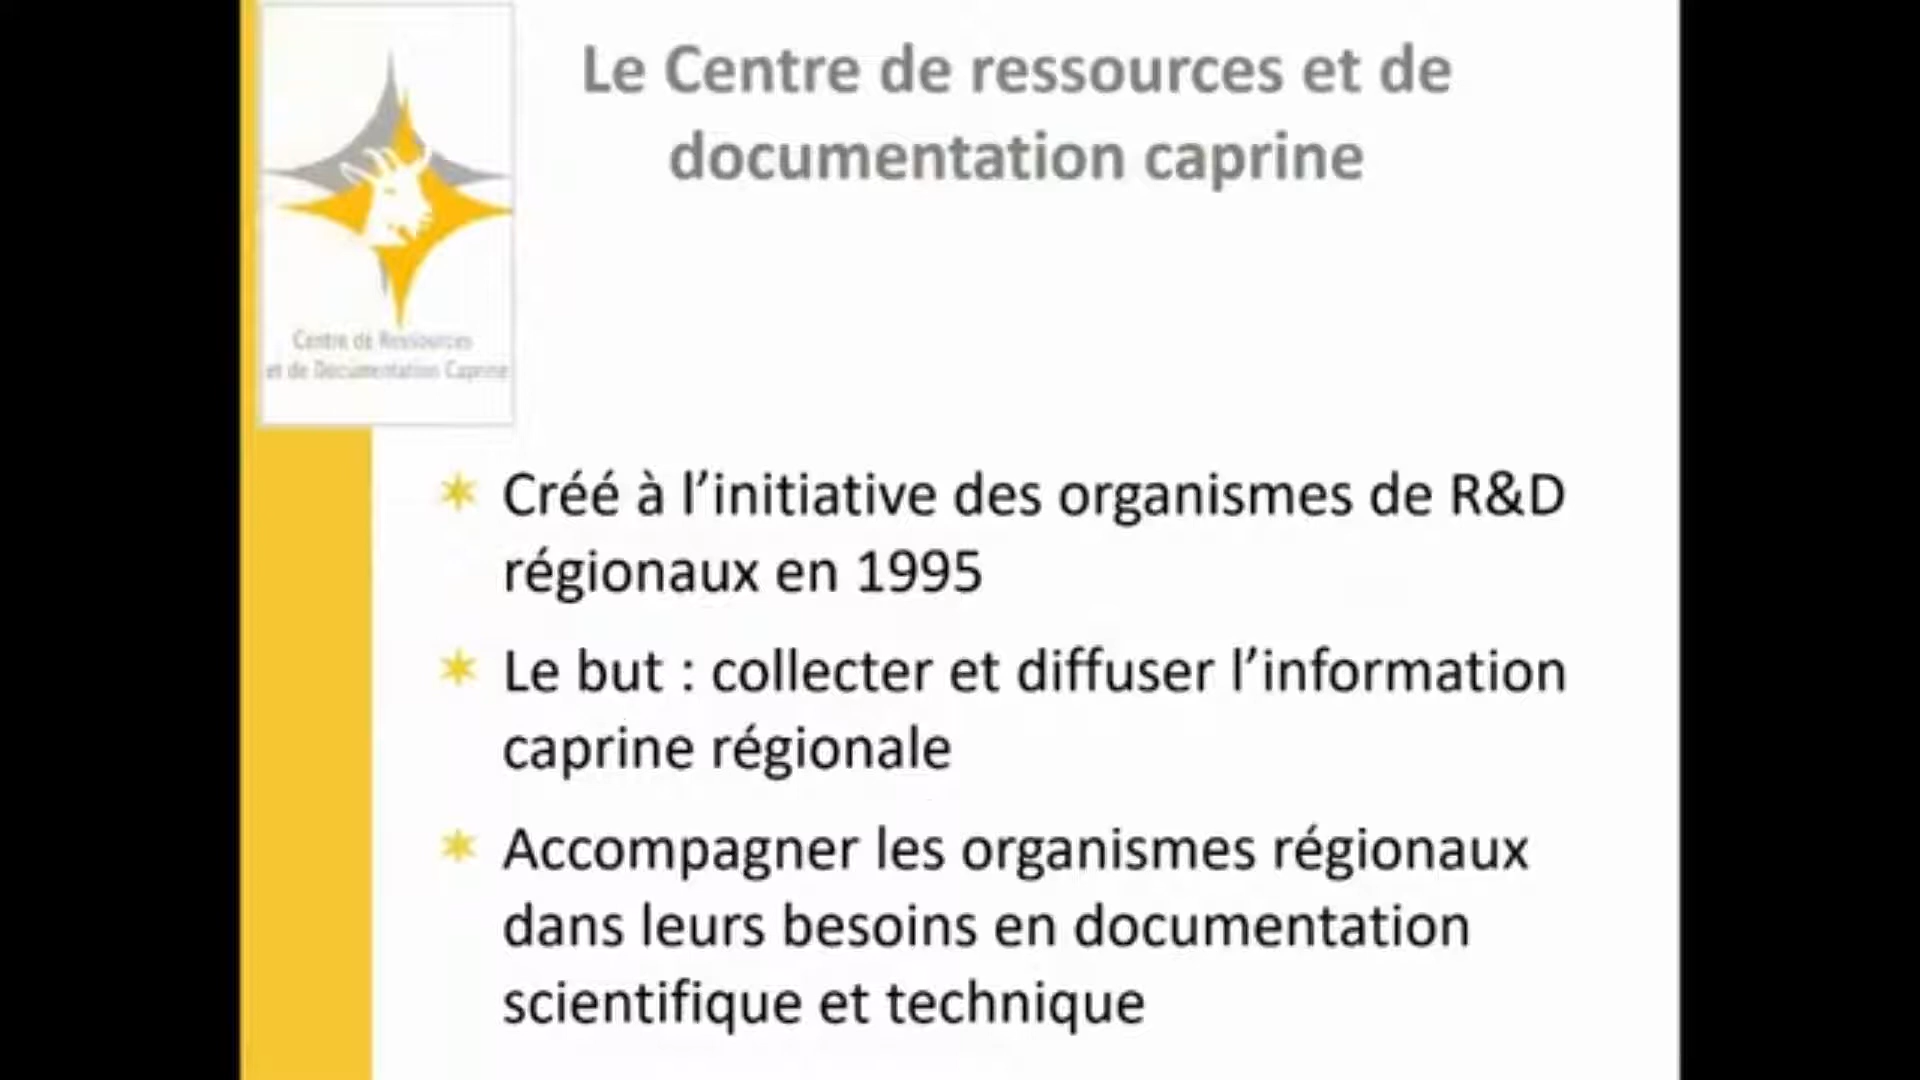 Le Centre de ressources et de
documentation caprine
Centre de Ressources
et de Documentation Caprine
Créé à l'initiative des organismes de R&D
régionaux en 1995
Le but : collecter et diffuser l'information
caprine régionale
Accompagner les organismes régionaux
dans leurs besoins en documentation
scientifique et technique